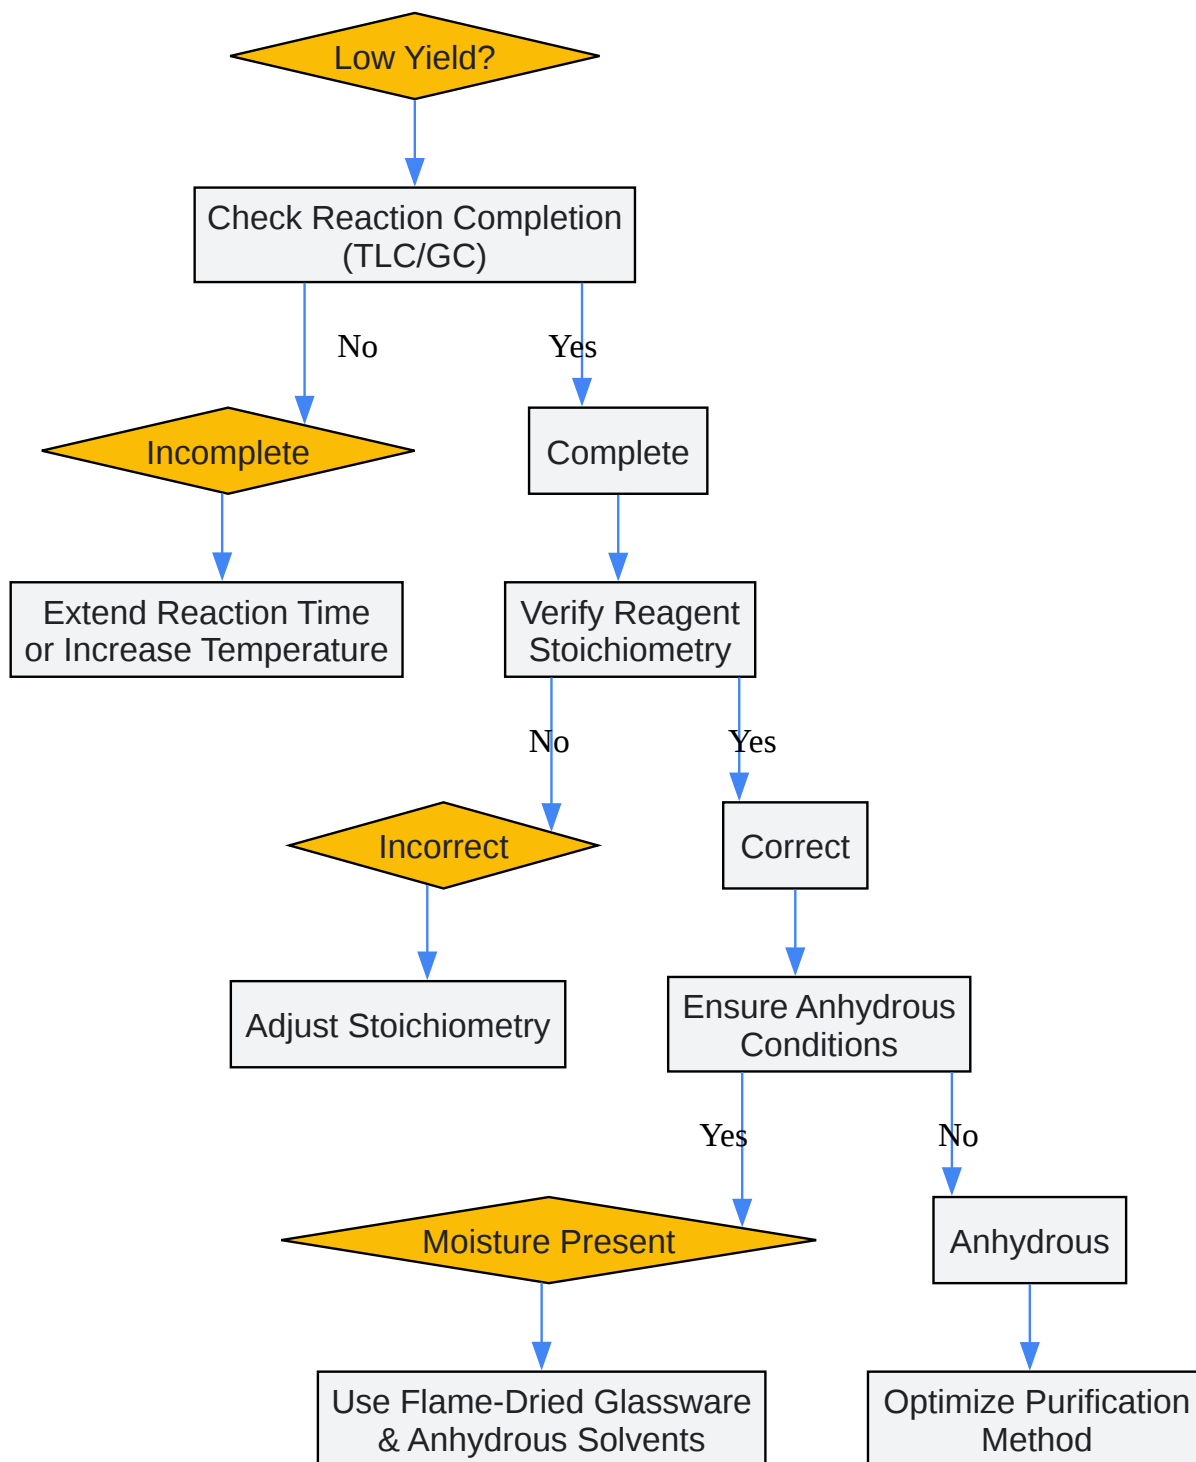 Low Yield?
Check Reaction Completion
(TLC/GC)
No
Yes
Incomplete
Complete
Extend Reaction Time
or Increase Temperature
Verify Reagent
Stoichiometry
No
Yes
Incorrect
Correct
Adjust Stoichiometry
Ensure Anhydrous
Conditions
Yes
No
Moisture Present
Anhydrous
Use Flame-Dried Glassware
& Anhydrous Solvents
Optimize Purification
Method